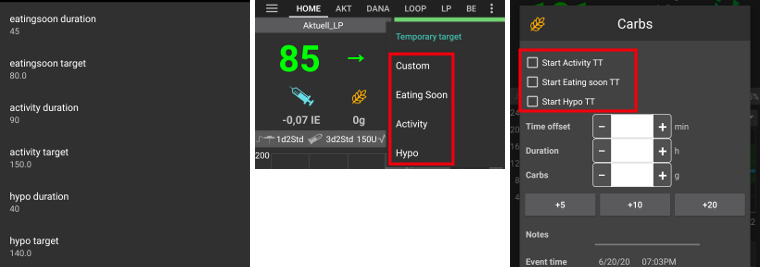 eatingsoon duration
45
eatingsoon target
80.0
activity duration
90
activity target
150.0
hypo duration
40
hypo target
140.0
HOME AKT DANA LOOP LP BE
Aktuell_LP
85 →
-0,07 IE 0g
1d2Std 3d2Std 150U
200
Temporary target
Custom
Eating Soon
Activity
Hypo
Carbs
Start Activity TT
Start Eating soon TT
Start Hypo TT
Time offset − + min
Duration − + h
Carbs − + g
+5 +10 +20
Notes
Event time 6/20/20 07:03PM